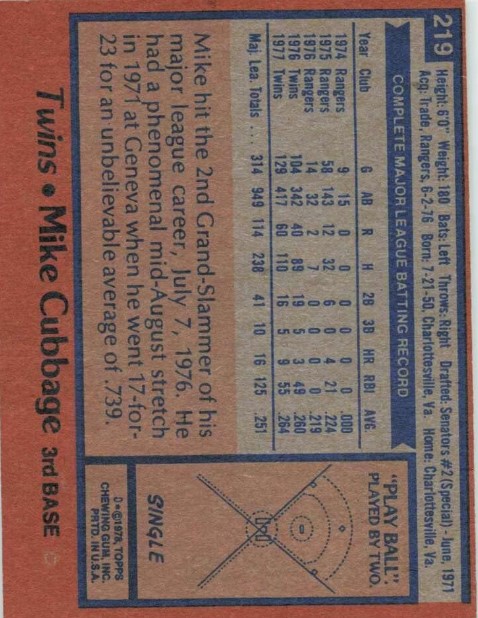 219
Height: 6'0" Weight: 180 Bats: Left Throws: Right Drafted: Senators #2 (Special) - June, 1971
Acq: Trade, Rangers, 6-2-76 Born: 7-21-50, Charlottesville, Va. Home: Charlottesville, Va.
COMPLETE MAJOR LEAGUE BATTING RECORD
Year Club G AB R H 2B 3B HR RBI AVG.
1974 Rangers 9 15 0 0 0 0 0 0 .000
1975 Rangers 58 143 12 32 6 0 4 21 .224
1976 Rangers 14 32 2 7 0 0 0 0 .219
1976 Twins 104 342 40 89 19 5 3 49 .260
1977 Twins 129 417 60 110 16 5 9 55 .264
Maj. Lea. Totals ... 314 949 114 238 41 10 16 125 .251
Mike hit the 2nd Grand-Slammer of his
major league career, July 7, 1976. He
had a phenomenal mid-August stretch
in 1971 at Geneva when he went 17-for-
23 for an unbelievable average of .739.
"PLAY BALL":
PLAYED BY TWO.
SINGLE
D*©1978, TOPPS
CHEWING GUM, INC.
PRTD. IN U.S.A.
Twins • Mike Cubbage 3rd BASE